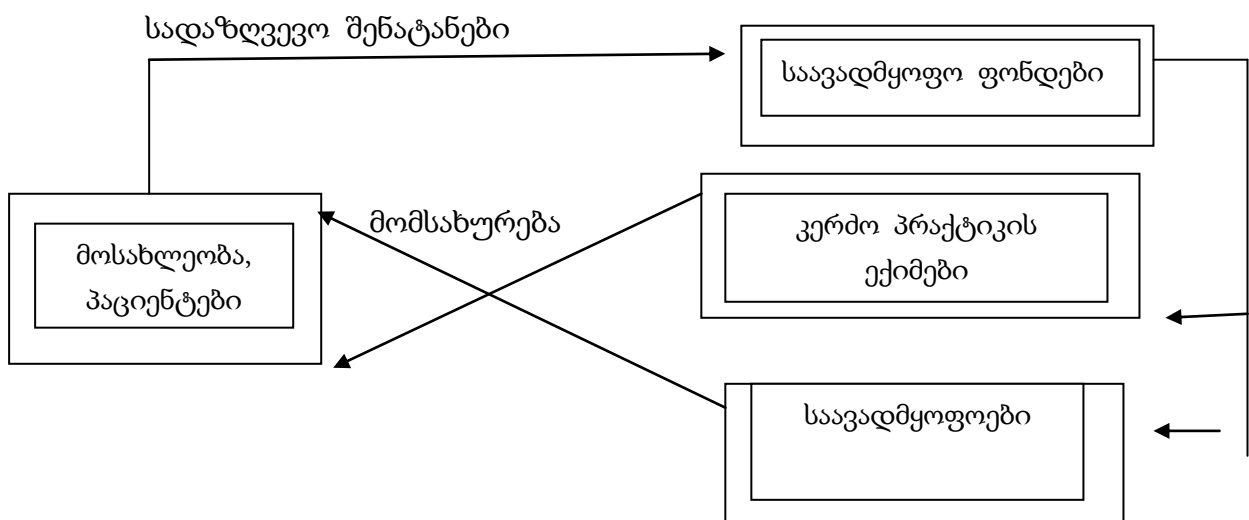 სადაზღვევო შენატანები
საავადმყოფო ფონდები
მომსახურება
კერძო პრაქტიკის
ექიმები
მოსახლეობა,
პაციენტები
საავადმყოფოები